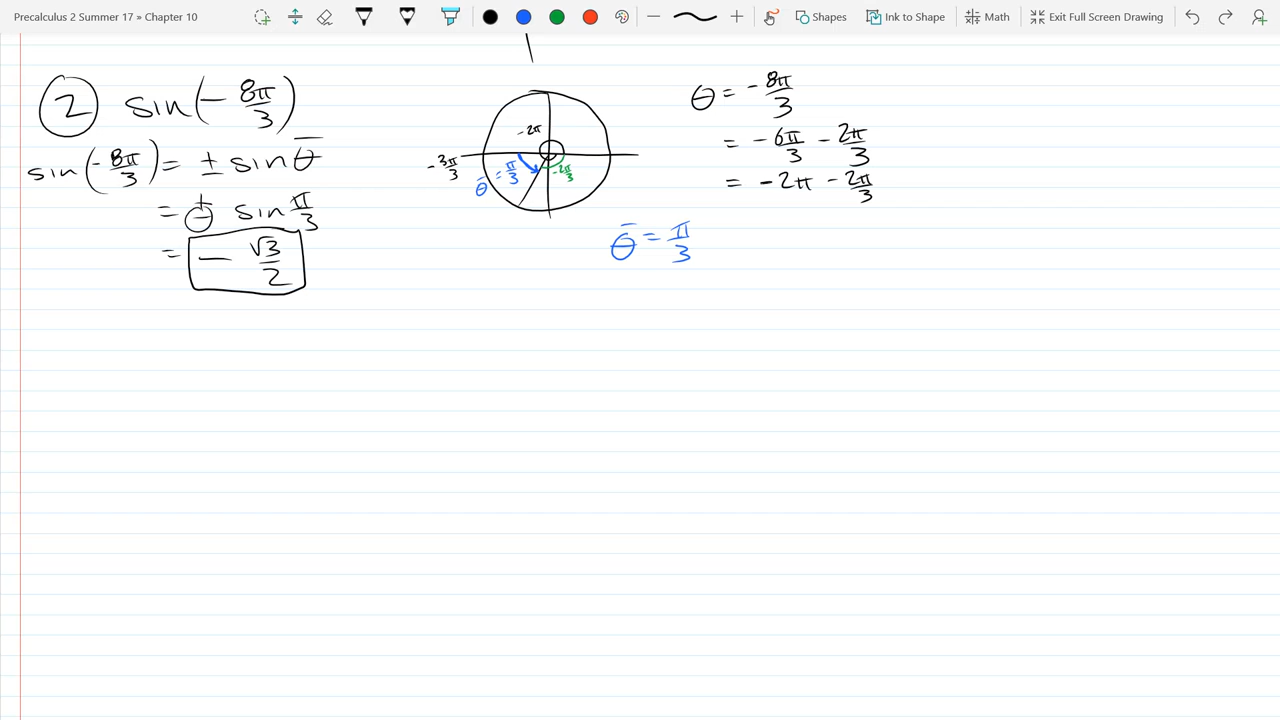 Precalculus 2 Summer 17 » Chapter 10
Shapes
Ink to Shape
Math
Exit Full Screen Drawing
② sin(-8π/3)
sin(-8π/3) = ± sin θ̄
= ± sin π/3
= - √3/2
-2π
-3π/3
θ̄ = π/3
-2π/3
θ̄ = π/3
θ = -8π/3
= -6π/3 - 2π/3
= -2π - 2π/3